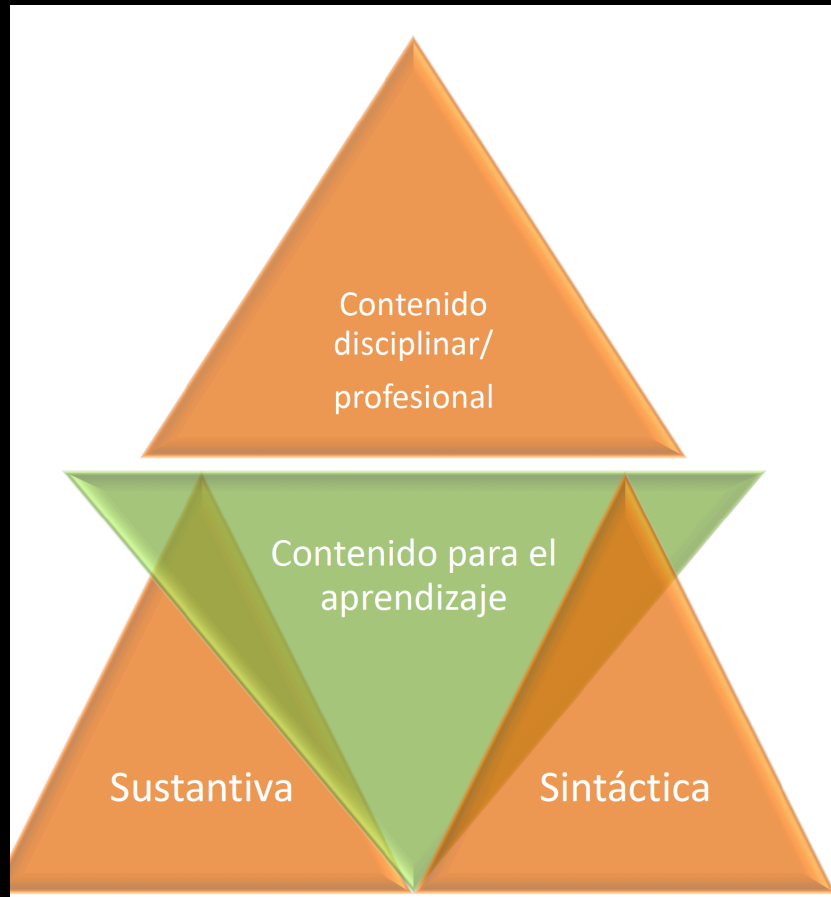 Contenido
disciplinar/
profesional
Contenido para el
aprendizaje
Sustantiva
Sintáctica